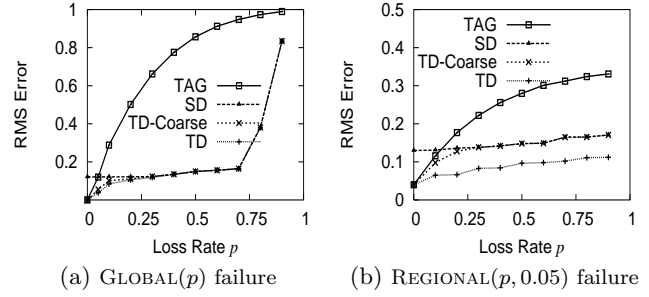 1
0.8
0.6
0.4
0.2
0 0.25 0.5 0.75 1
RMS Error
Loss Rate p
TAG
SD
TD-Coarse
TD
(a) GLOBAL(p) failure
0.5
0.4
0.3
0.2
0.1
0
0 0.25 0.5 0.75 1
RMS Error
Loss Rate p
TAG
SD
TD-Coarse
TD
(b) REGIONAL(p, 0.05) failure